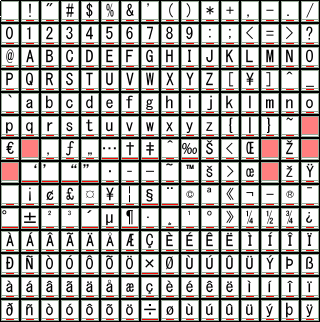 ! " # $ % & ' ( ) * + , - . /
0 1 2 3 4 5 6 7 8 9 : ; < = > ?
@ A B C D E F G H I J K L M N O
P Q R S T U V W X Y Z [ ¥ ] ^ _
` a b c d e f g h i j k l m n o
p q r s t u v w x y z { | } ~
€ ‚ ƒ „ … † ‡ ˆ ‰ Š ‹ Œ Ž
‘ ’ “ ” · – — ~ ™ š › œ ž Ÿ
¡ ¢ £ ¤ ¥ ¦ § ¨ © ª « ¬ - ® ¯
° ± ² ³ ´ µ ¶ · ¸ ¹ º » ¼ ½ ¾ ¿
À Á Â Ã Ä Å Æ Ç È É Ê Ë Ì Í Î Ï
Ð Ñ Ò Ó Ô Õ Ö × Ø Ù Ú Û Ü Ý Þ ß
à á â ã ä å æ ç è é ê ë ì í î ï
ð ñ ò ó ô õ ö ÷ ø ù ú û ü ý þ ÿ